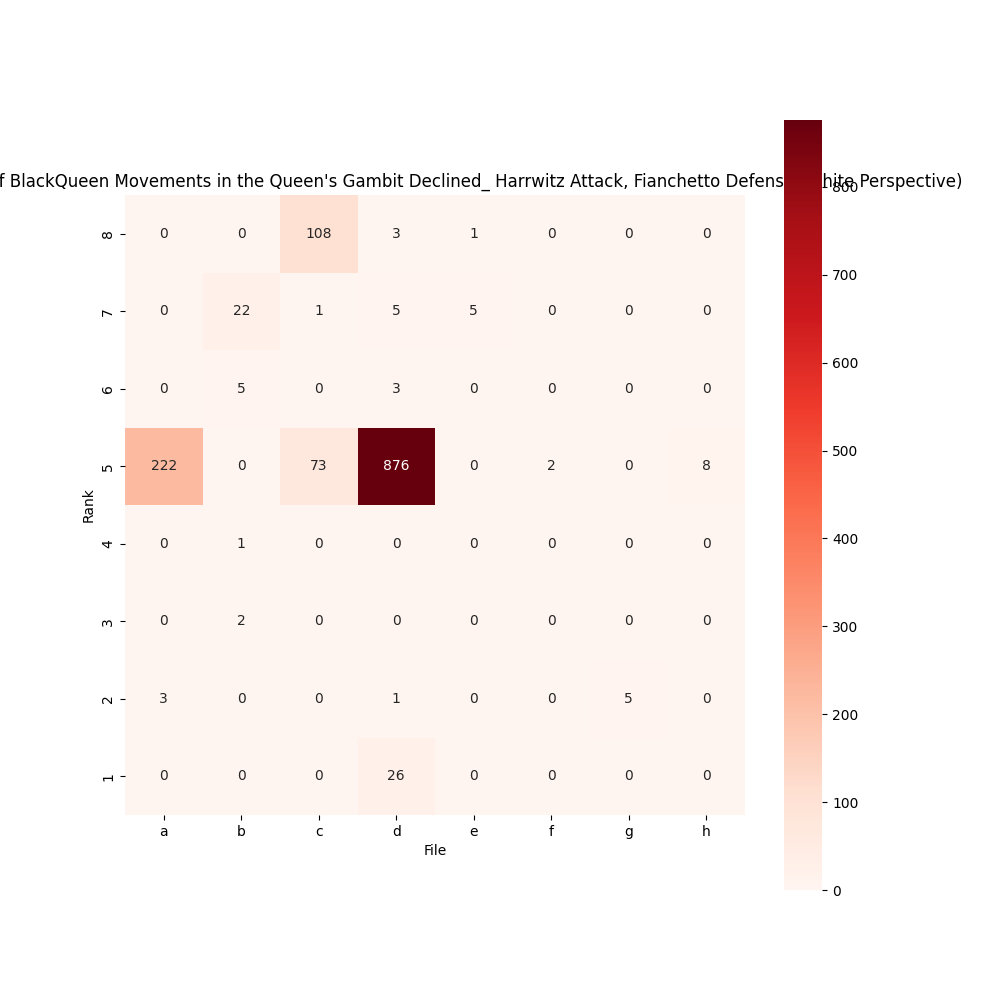 BlackQueen Movements in the Queen's Gambit Declined_ Harrwitz Attack, Fianchetto Perspective)
800
8 0 0 108 3 1 0 0 0
700
7 0 22 1 5 5 0 0 0
600
6 0 5 0 3 0 0 0 0
500
5 222 0 73 876 0 2 0 8
Rank
400
4 0 1 0 0 0 0 0 0
300
3 0 2 0 0 0 0 0 0
200
2 3 0 0 1 0 0 5 0
100
1 0 0 0 26 0 0 0 0
a b c d e f g h
File
0